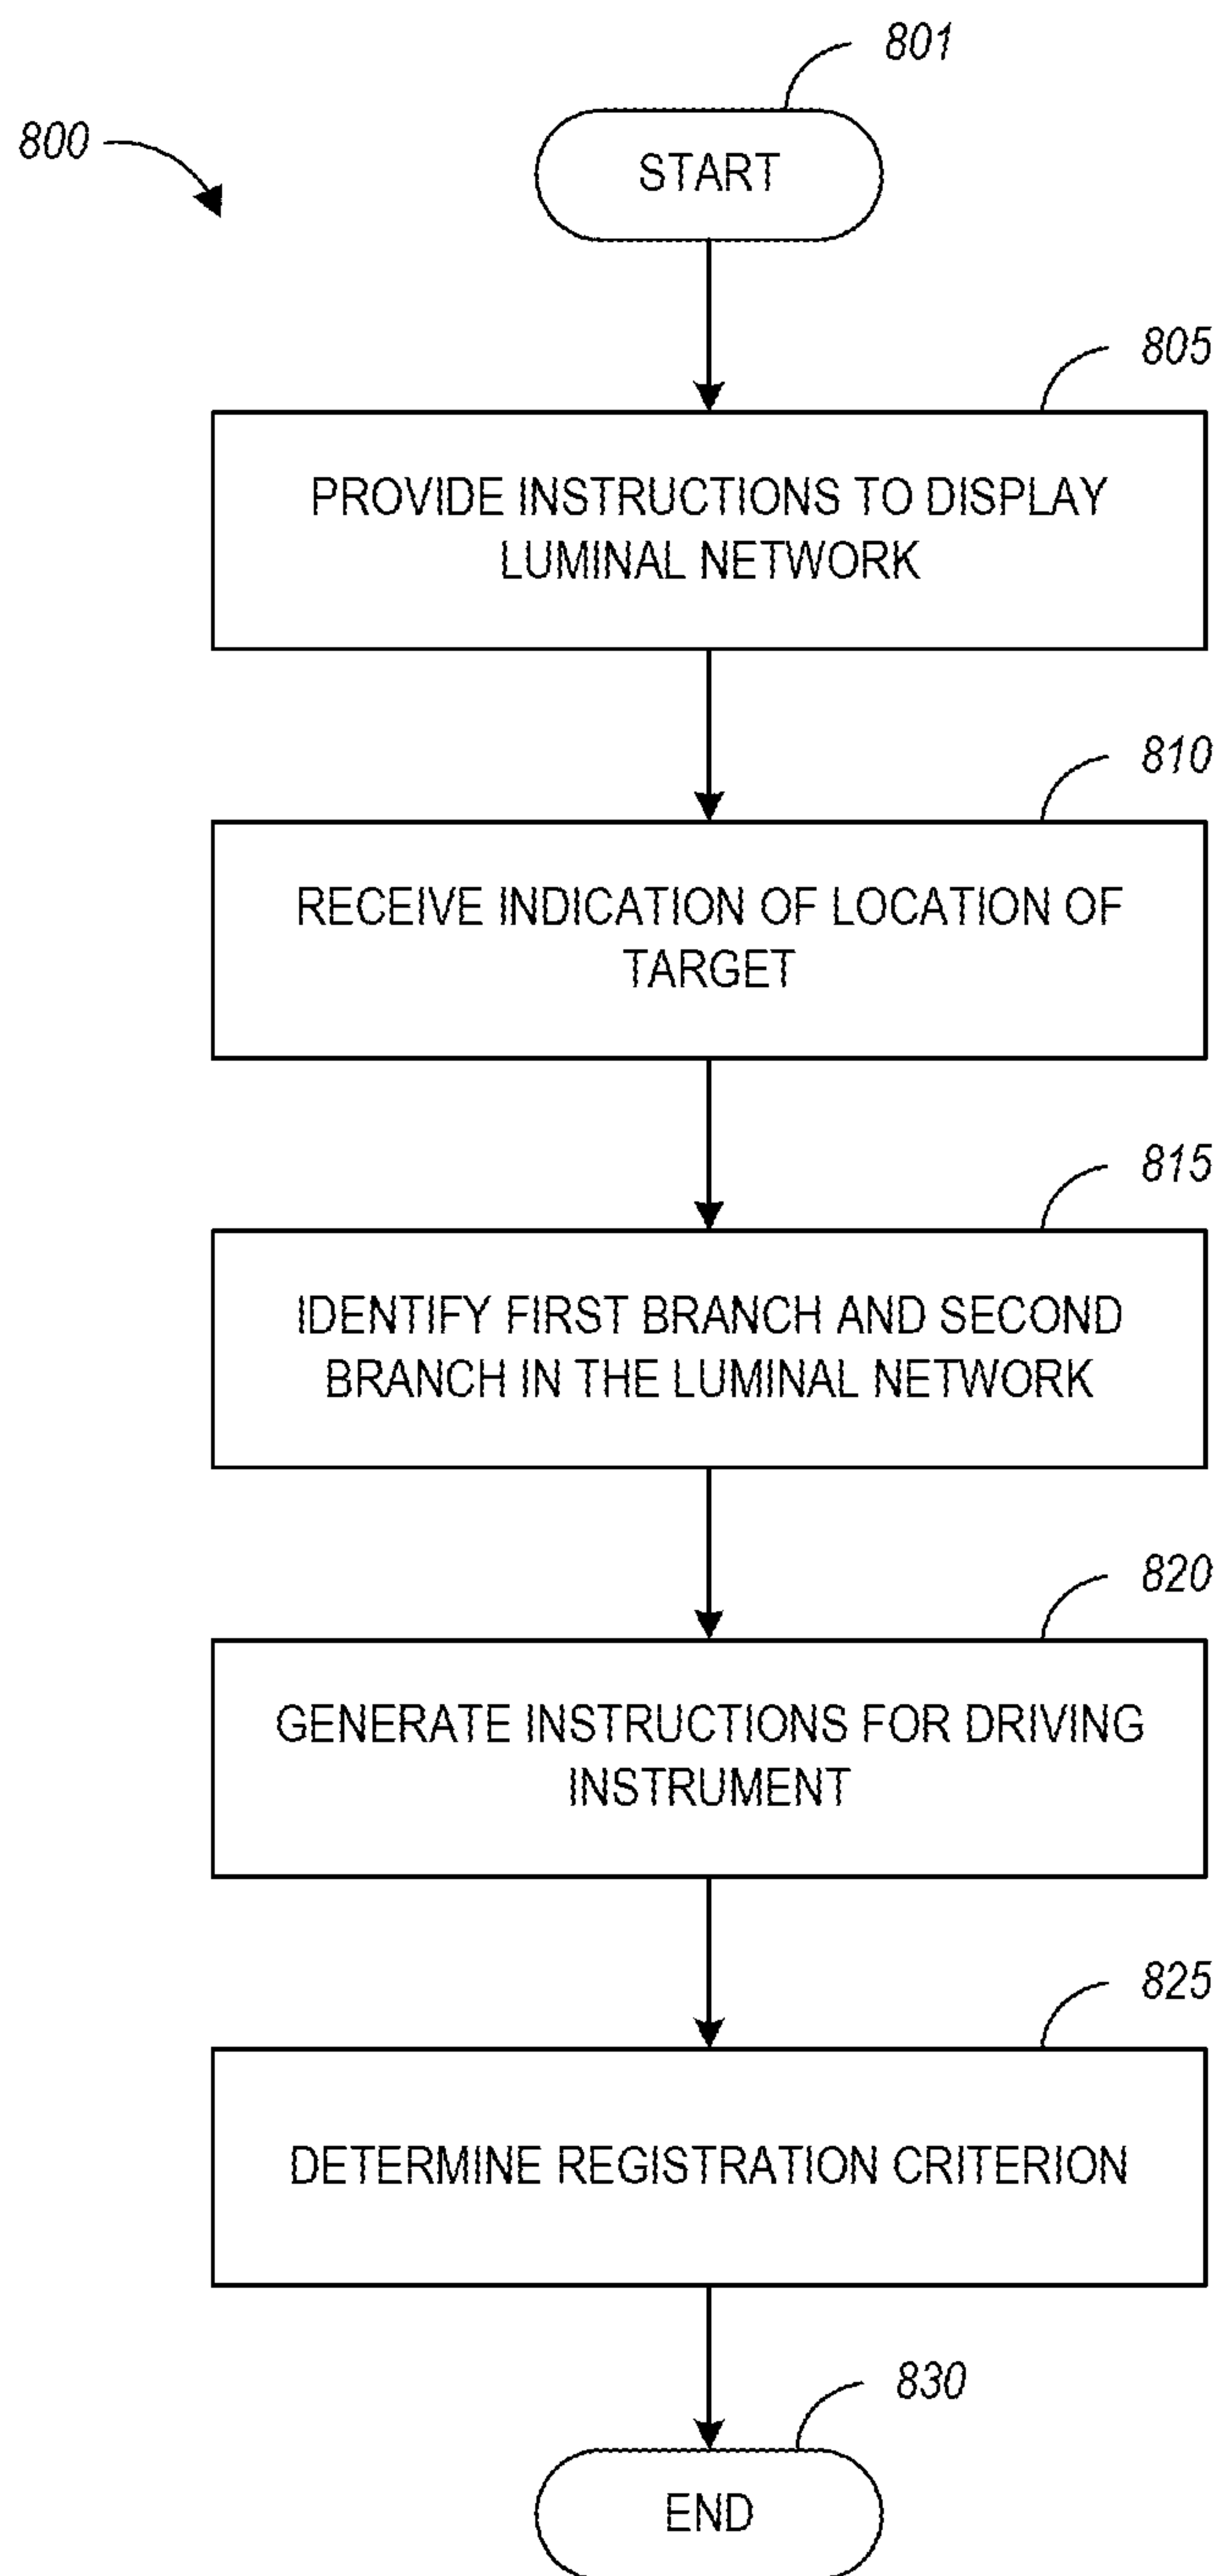 801
800
START
805
PROVIDE INSTRUCTIONS TO DISPLAY
LUMINAL NETWORK
810
RECEIVE INDICATION OF LOCATION OF
TARGET
815
IDENTIFY FIRST BRANCH AND SECOND
BRANCH IN THE LUMINAL NETWORK
820
GENERATE INSTRUCTIONS FOR DRIVING
INSTRUMENT
825
DETERMINE REGISTRATION CRITERION
830
END